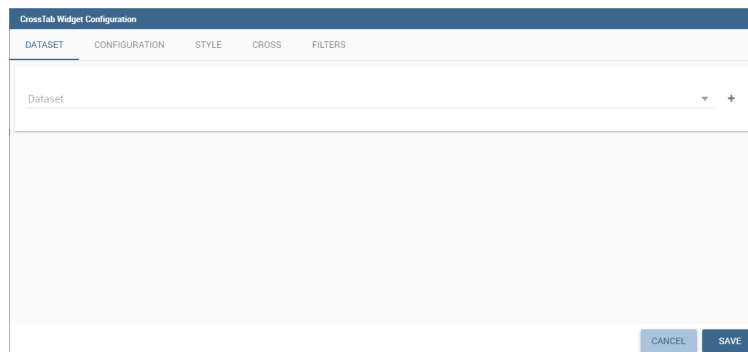 CrossTab Widget Configuration
DATASET CONFIGURATION STYLE CROSS FILTERS
Dataset
+
CANCEL SAVE